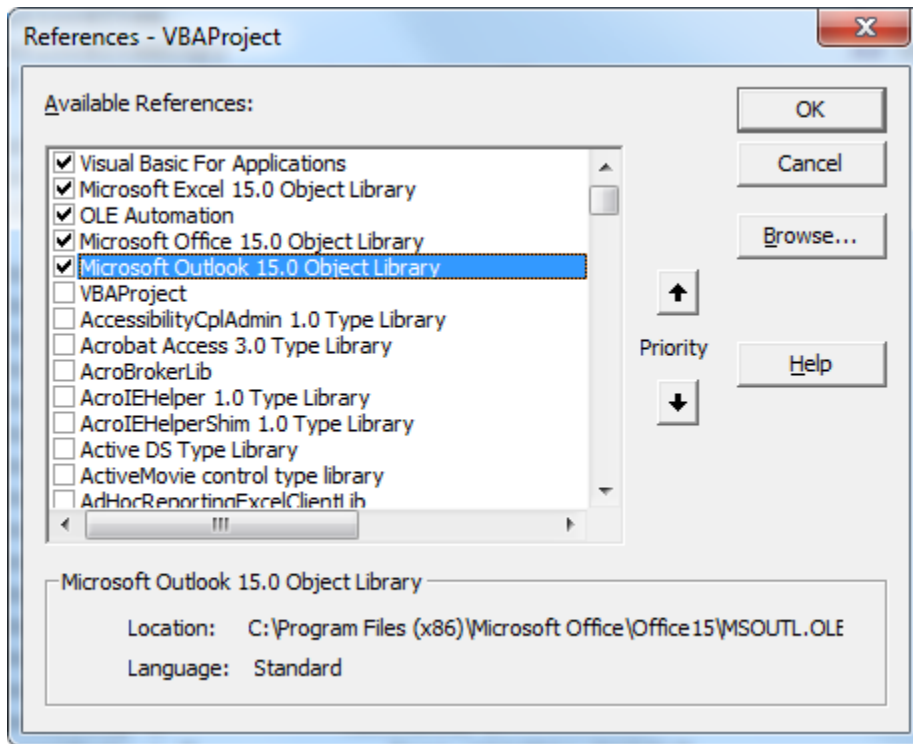 References - VBAProject
Available References:
OK
Cancel
Browse...
Priority
Help
Visual Basic For Applications
Microsoft Excel 15.0 Object Library
OLE Automation
Microsoft Office 15.0 Object Library
Microsoft Outlook 15.0 Object Library
VBAProject
AccessibilityCplAdmin 1.0 Type Library
Acrobat Access 3.0 Type Library
AcroBrokerLib
AcroIEHelper 1.0 Type Library
AcroIEHelperShim 1.0 Type Library
Active DS Type Library
ActiveMovie control type library
AdHocReportingExcelClientLib
Microsoft Outlook 15.0 Object Library
Location: C:\Program Files (x86)\Microsoft Office\Office15\MSOUTL.OLE
Language: Standard